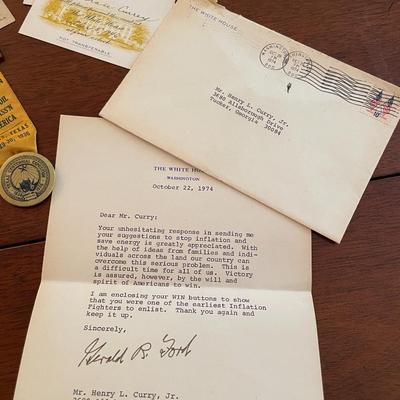 Curry
NOT TRANSFERABLE
THE WHITE HOUSE
Mr. Henry L. Curry, Jr.
Tucker, Georgia 30084
TEXAS
THE WHITE HOUSE
WASHINGTON
October 22, 1974
Dear Mr. Curry:
Your unhesitating response in sending me
your suggestions to stop inflation and
save energy is greatly appreciated. With
the help of ideas from families and indi-
viduals across the land our country can
overcome this serious problem. This is
a difficult time for all of us. Victory
is assured, however, by the will and
spirit of Americans to win.
I am enclosing your WIN buttons to show
that you were one of the earliest Inflation
Fighters to enlist. Thank you again and
keep it up.
Sincerely,
Gerald R. Ford
Mr. Henry L. Curry, Jr.